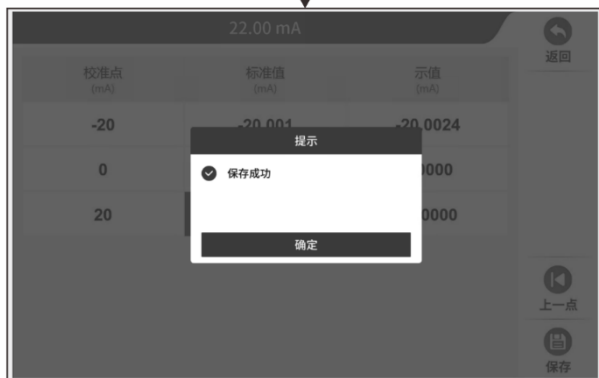 22.00 mA
返回
校准点 标准值 示值
(mA) (mA) (mA)
-20 -20.001 -20.0024
提示
保存成功
0 0000
20 0000
确定
上一点
保存